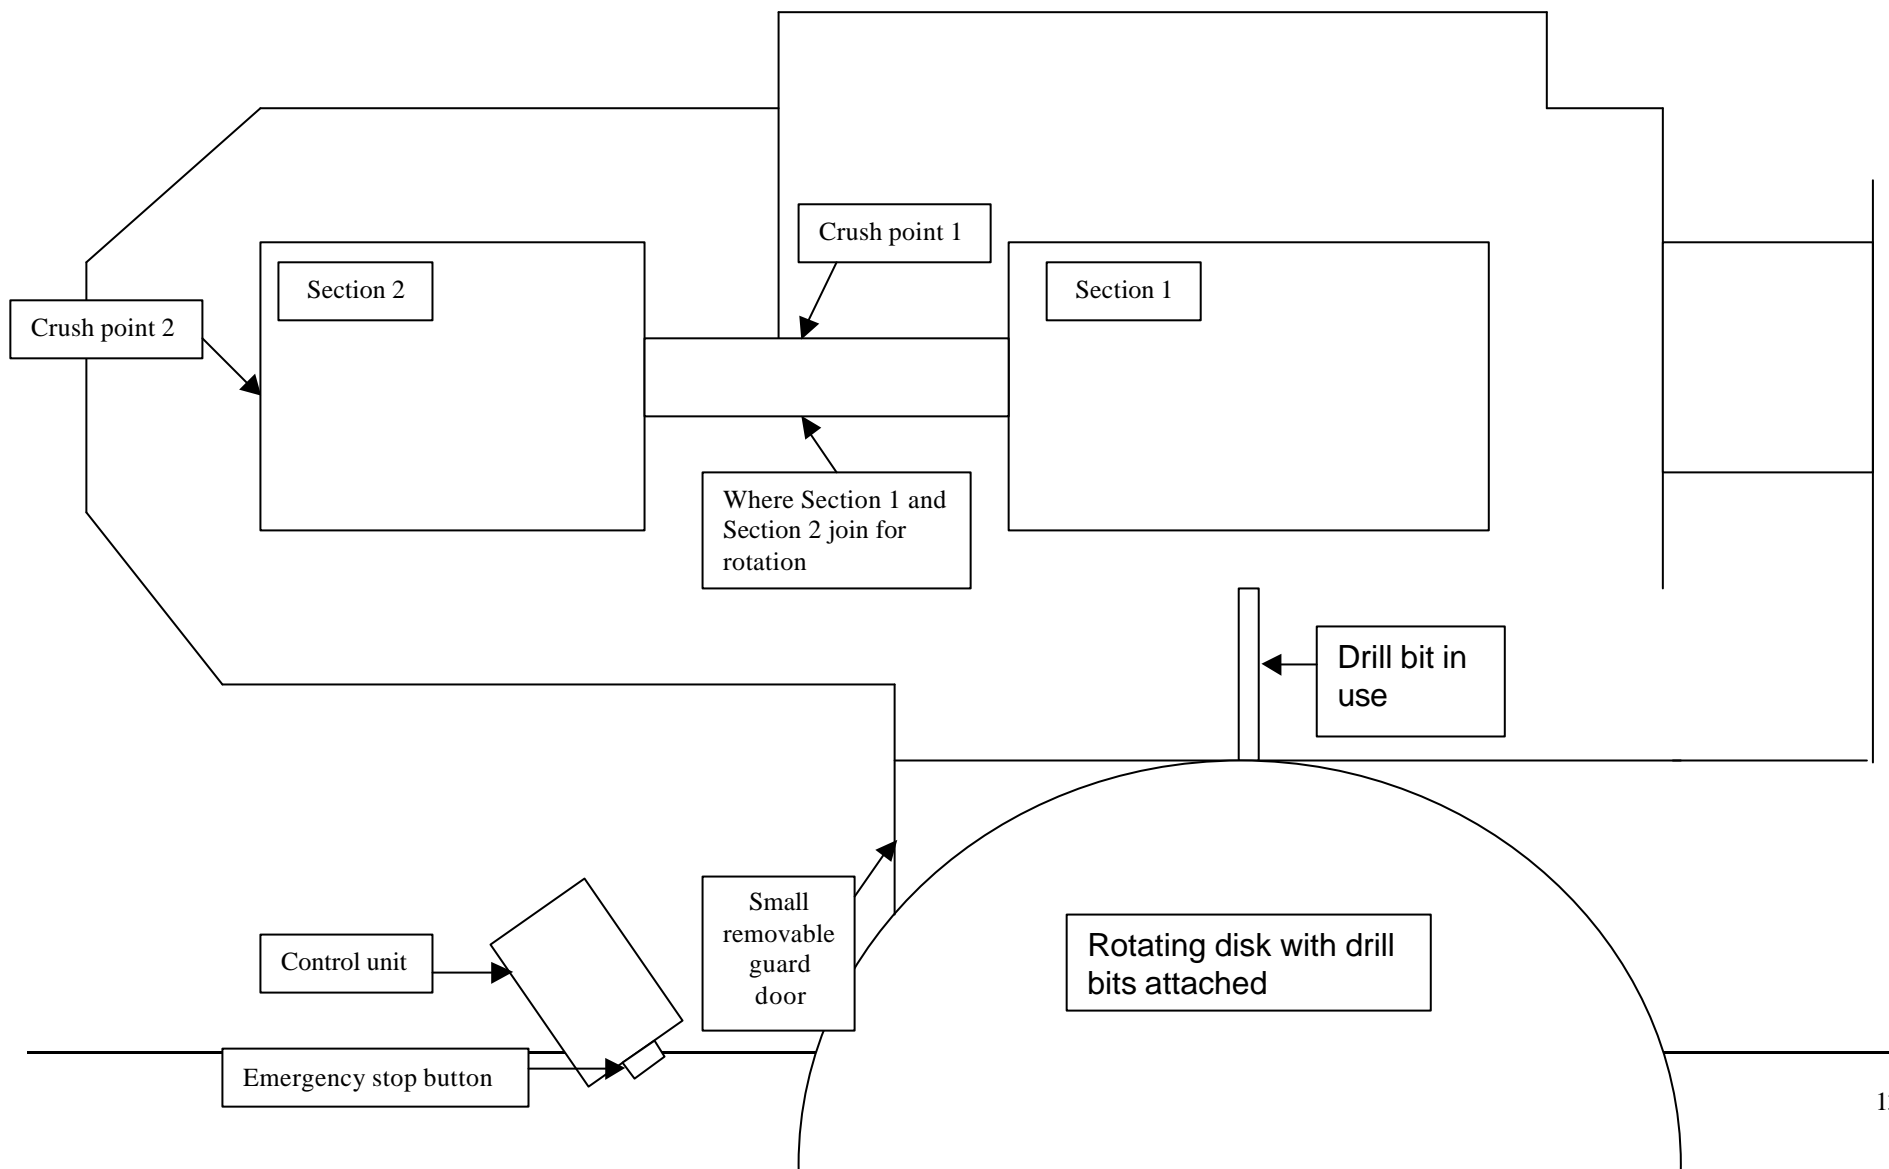 Crush point 1
Section 2
Section 1
Crush point 2
Where Section 1 and
Section 2 join for
rotation
Drill bit in
use
Small
removable
guard
door
Control unit
Rotating disk with drill
bits attached
Emergency stop button